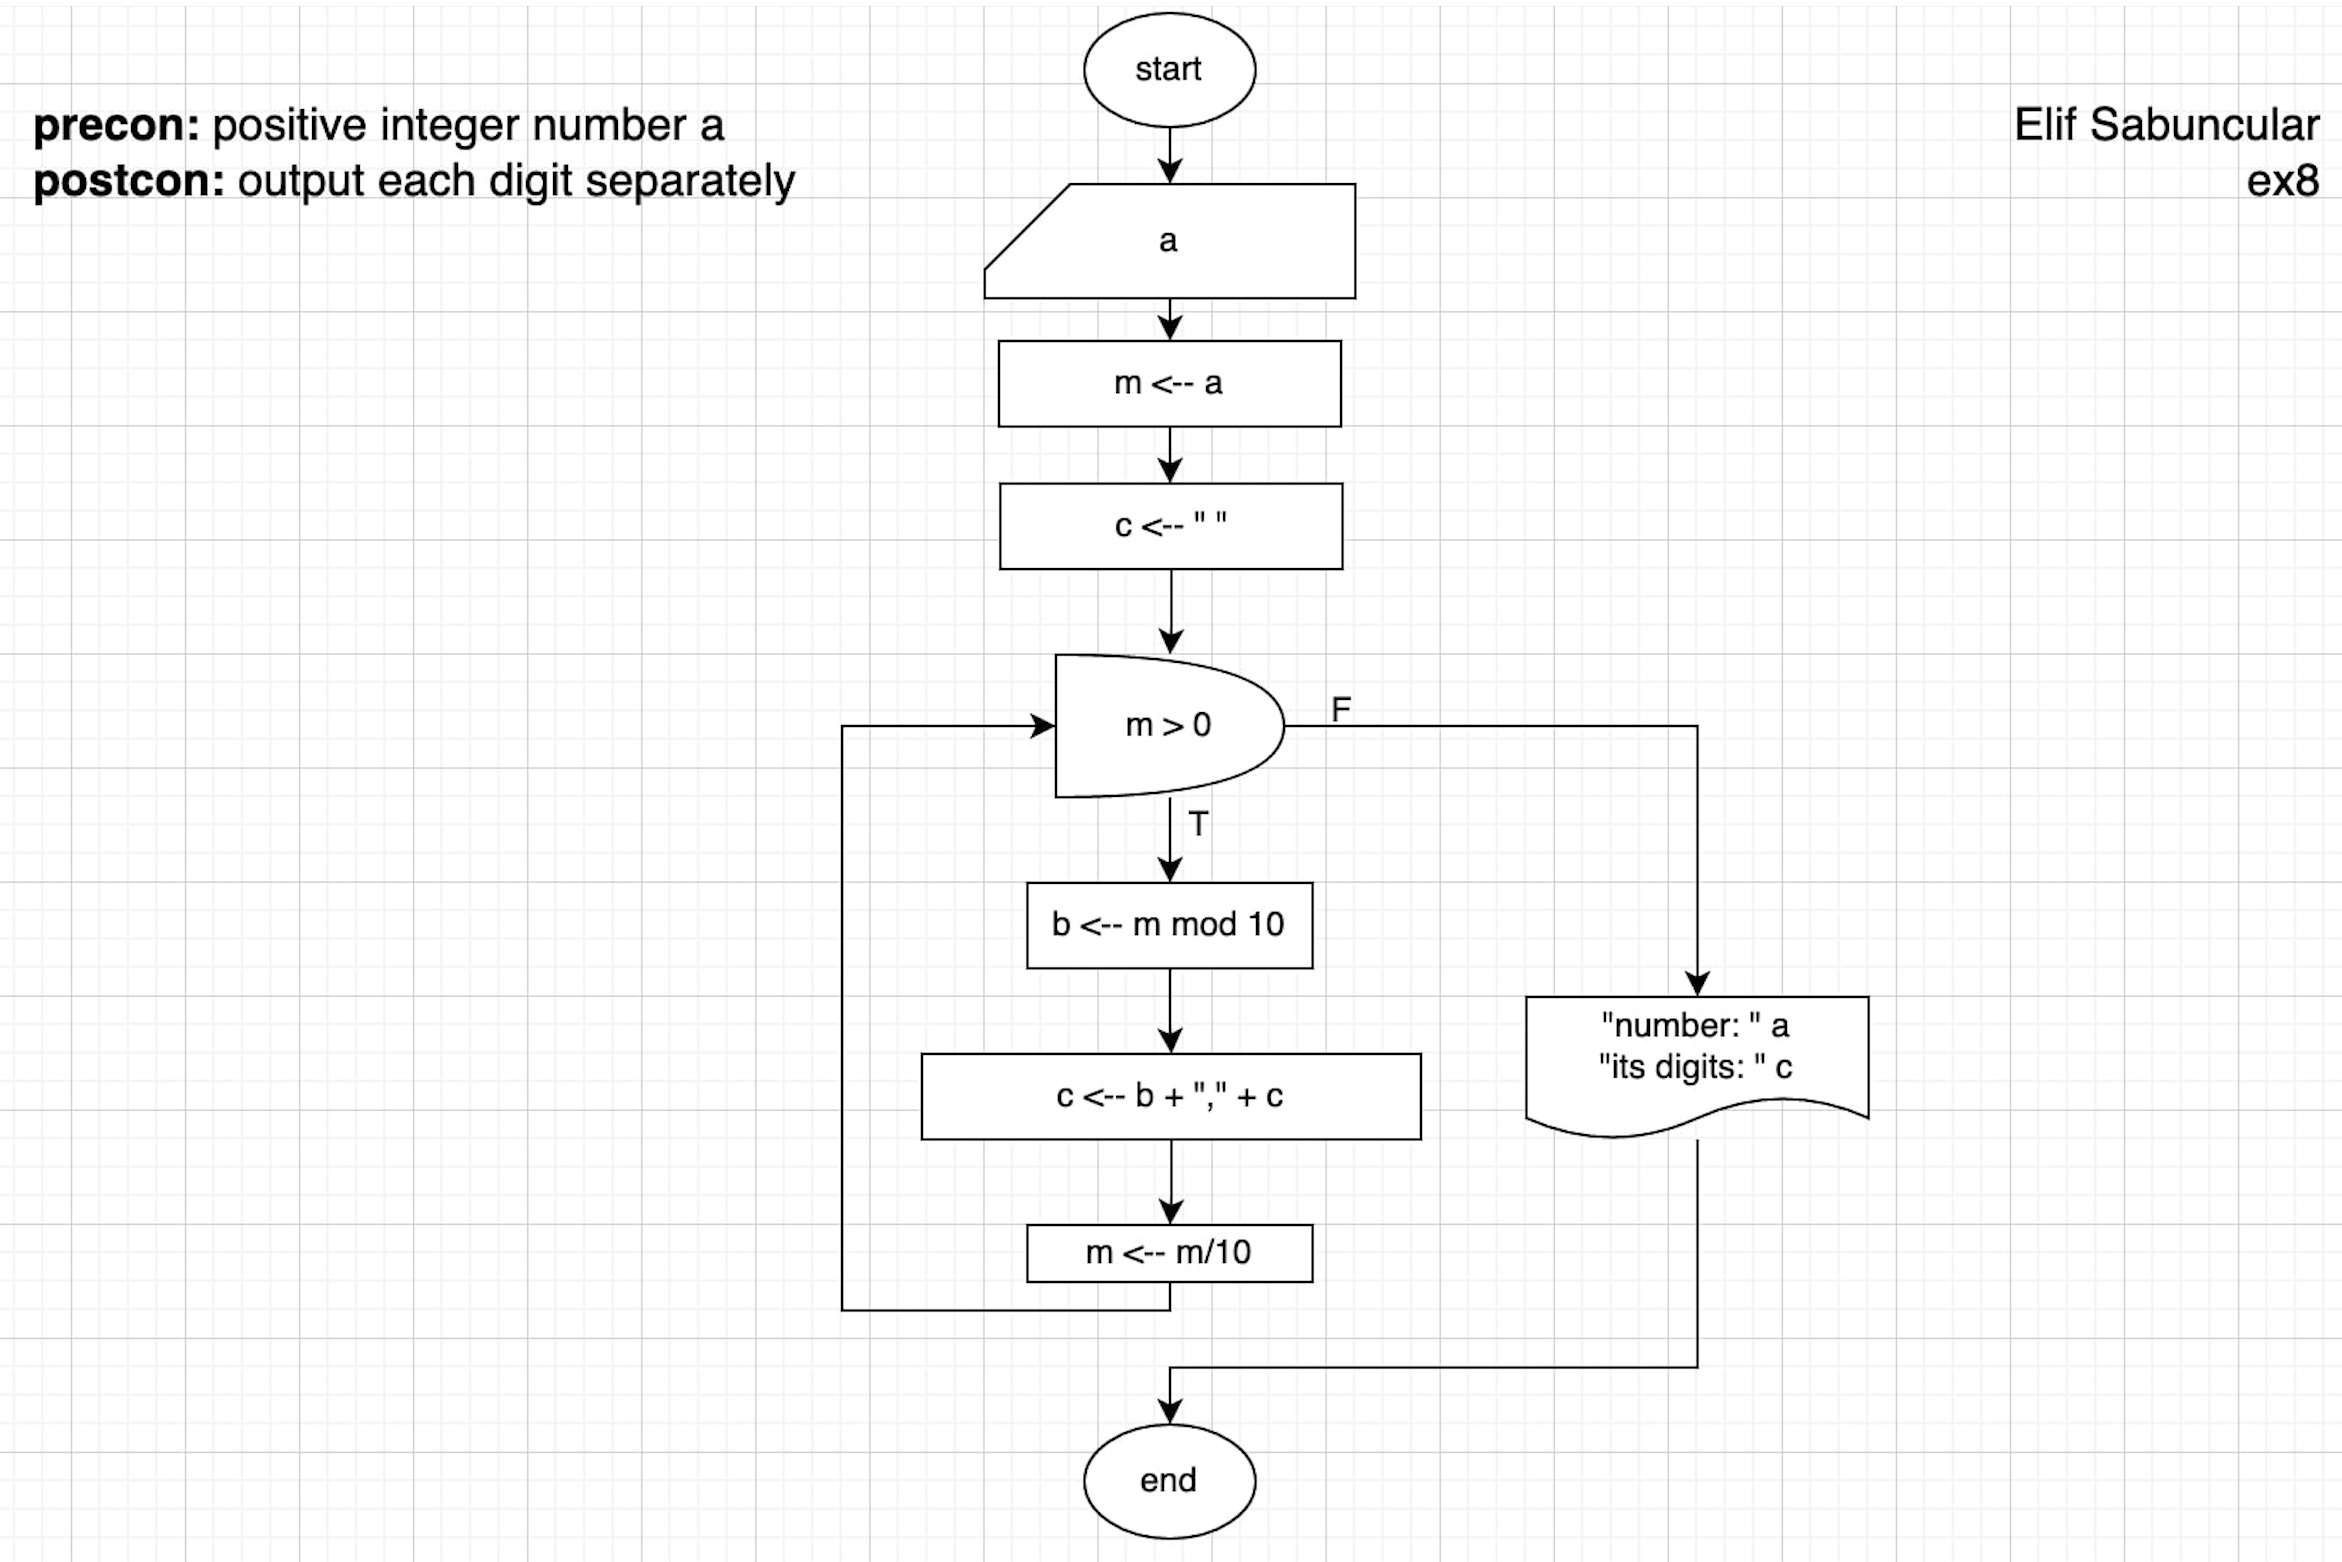 start
precon: positive integer number a
postcon: output each digit separately
Elif Sabuncular
ex8
a
m <-- a
c <-- " "
m > 0
F
T
b <-- m mod 10
c <-- b + "," + c
m <-- m/10
"number: " a
"its digits: " c
end